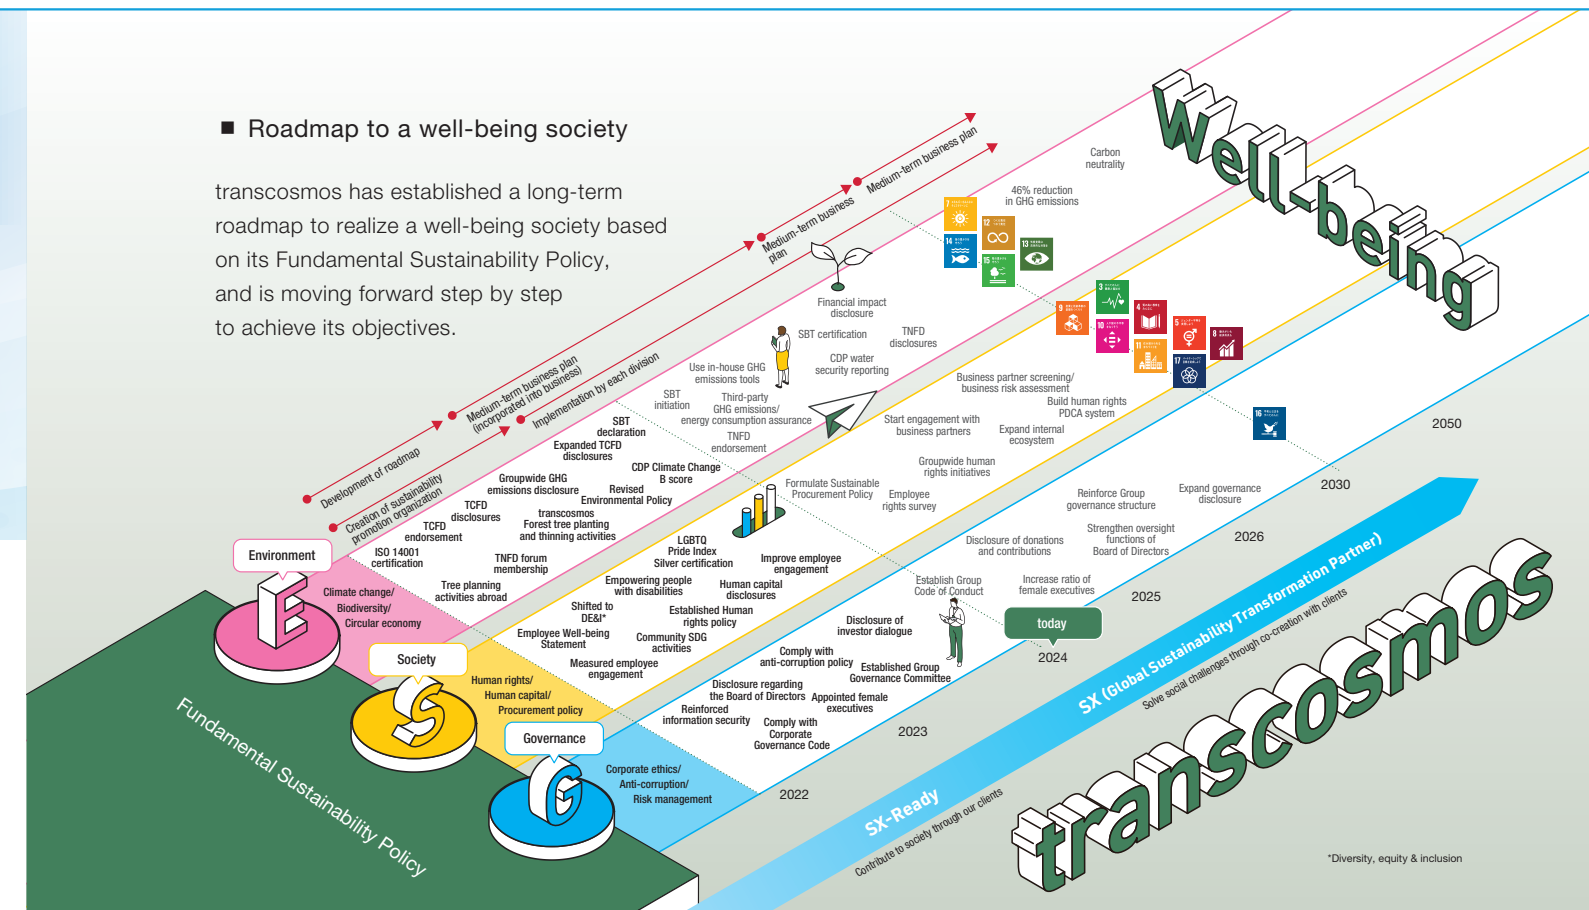 ■ Roadmap to a well-being society
transcosmos has established a long-term
roadmap to realize a well-being society based
on its Fundamental Sustainability Policy,
and is moving forward step by step
to achieve its objectives.
Development of roadmap
Creation of sustainability
promotion organization
Medium-term business plan
(incorporated into business)
Implementation by each division
Medium-term business
plan
Medium-term business plan
Well-being
Carbon
neutrality
46% reduction
in GHG emissions
7
12
14
13
15
3
9
4
10
5
8
11
17
16
Financial impact
disclosure
SBT certification
TNFD
disclosures
CDP water
security reporting
Use in-house GHG
emissions tools
SBT
initiation
Third-party
GHG emissions/
energy consumption assurance
TNFD
endorsement
SBT
declaration
Expanded TCFD
disclosures
CDP Climate Change
B score
Groupwide GHG
emissions disclosure
Revised
Environmental Policy
TCFD
disclosures
transcosmos
Forest tree planting
and thinning activities
TCFD
endorsement
ISO 14001
certification
TNFD forum
membership
Tree planting
activities abroad
Environment
E
Climate change/
Biodiversity/
Circular economy
Business partner screening/
business risk assessment
Build human rights
PDCA system
Start engagement with
business partners
Expand internal
ecosystem
Groupwide human
rights initiatives
Formulate Sustainable
Procurement Policy
Employee
rights survey
LGBTQ
Pride Index
Silver certification
Improve employee
engagement
Empowering people
with disabilities
Human capital
disclosures
Shifted to
DE&I*
Established Human
rights policy
Employee Well-being
Statement
Community SDG
activities
Measured employee
engagement
Society
S
Human rights/
Human capital/
Procurement policy
Expand governance
disclosure
Reinforce Group
governance structure
Strengthen oversight
functions of
Board of Directors
Disclosure of donations
and contributions
Establish Group
Code of Conduct
Increase ratio of
female executives
Disclosure of
investor dialogue
Comply with
anti-corruption policy
Established Group
Governance Committee
Disclosure regarding
the Board of Directors
Appointed female
executives
Reinforced
information security
Comply with
Corporate
Governance Code
Governance
G
Corporate ethics/
Anti-corruption/
Risk management
Fundamental Sustainability Policy
2050
2030
2026
2025
today
2024
2023
2022
SX-Ready
Contribute to society through our clients
SX (Global Sustainability Transformation Partner)
Solve social challenges through co-creation with clients
transcosmos
*Diversity, equity & inclusion